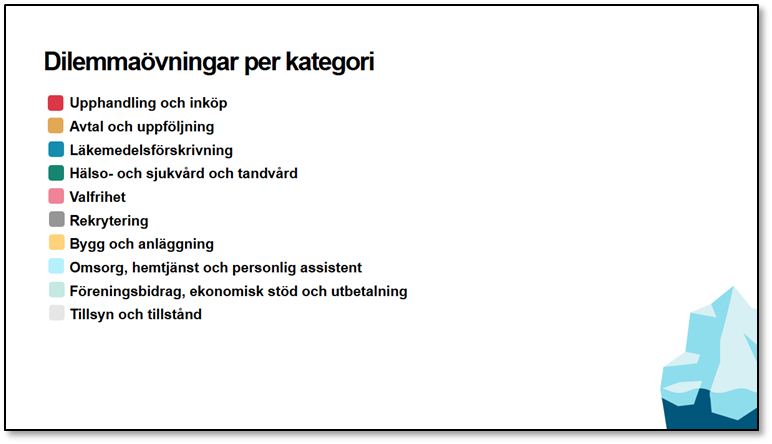 Dilemmaövningar per kategori
Upphandling och inköp
Avtal och uppföljning
Läkemedelsförskrivning
Hälso- och sjukvård och tandvård
Valfrihet
Rekrytering
Bygg och anläggning
Omsorg, hemtjänst och personlig assistent
Föreningsbidrag, ekonomisk stöd och utbetalning
Tillsyn och tillstånd